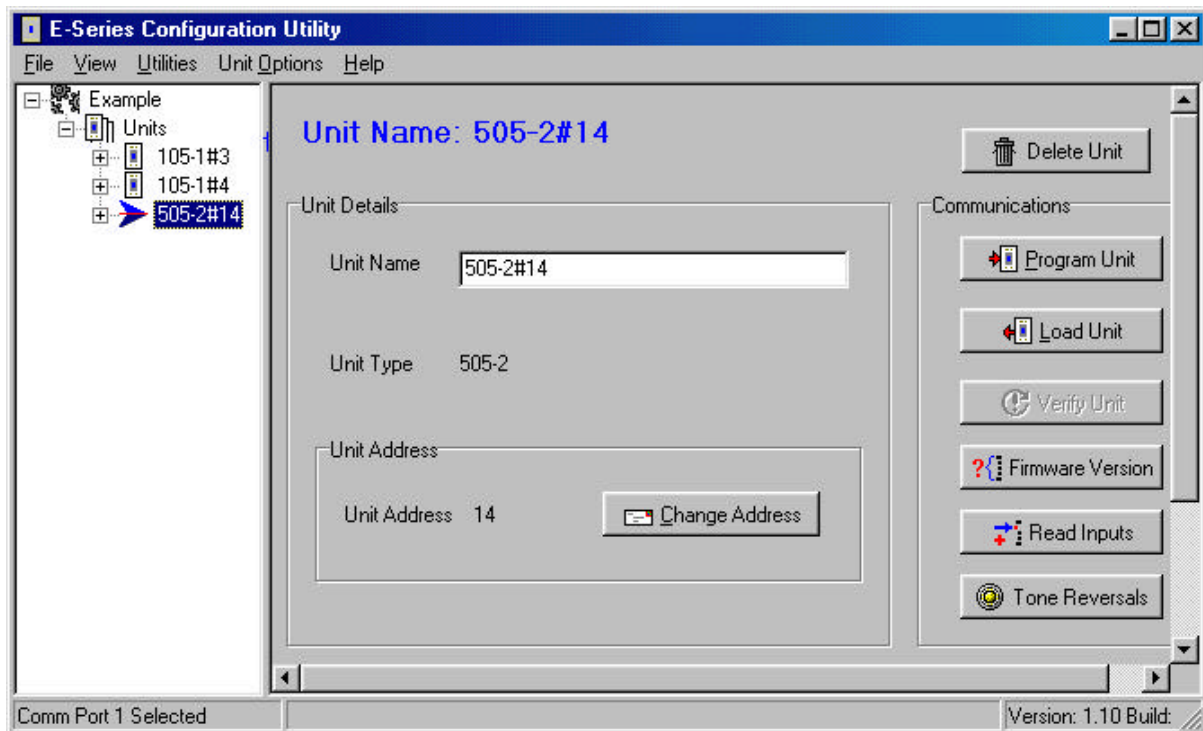 E-Series Configuration Utility
File View Utilities Unit Options Help
Example
Units
105-1#3
105-1#4
505-2#14
Unit Name: 505-2#14
Delete Unit
Unit Details
Unit Name 505-2#14
Unit Type 505-2
Unit Address
Unit Address 14 Change Address
Communications
Program Unit
Load Unit
Verify Unit
Firmware Version
Read Inputs
Tone Reversals
Comm Port 1 Selected Version: 1.10 Build: